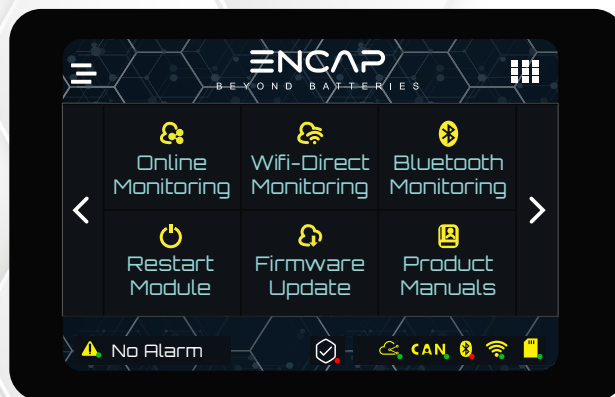 ENCAP
BEYOND BATTERIES
Online
Monitoring
Wifi-Direct
Monitoring
Bluetooth
Monitoring
Restart
Module
Firmware
Update
Product
Manuals
No Alarm
CAN